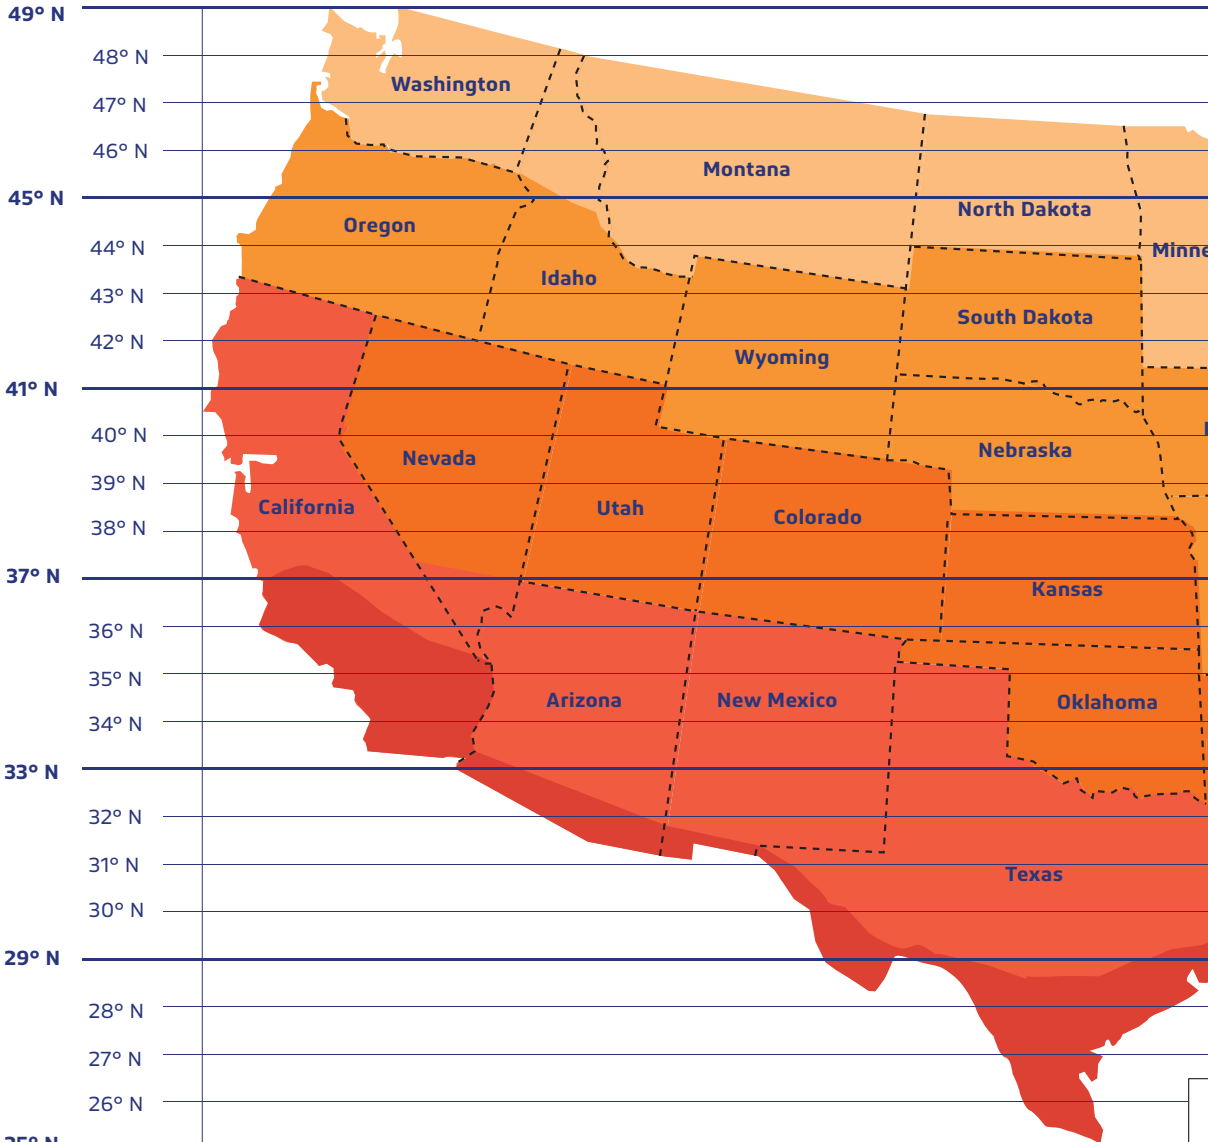 49° N
48° N
Washington
47° N
46° N
Montana
45° N
North Dakota
Oregon
44° N
Minne
Idaho
43° N
South Dakota
42° N
Wyoming
41° N
40° N
Nebraska
Nevada
39° N
California
Utah
Colorado
38° N
37° N
Kansas
36° N
35° N
Arizona
New Mexico
Oklahoma
34° N
33° N
32° N
31° N
Texas
30° N
29° N
28° N
27° N
26° N
25° N